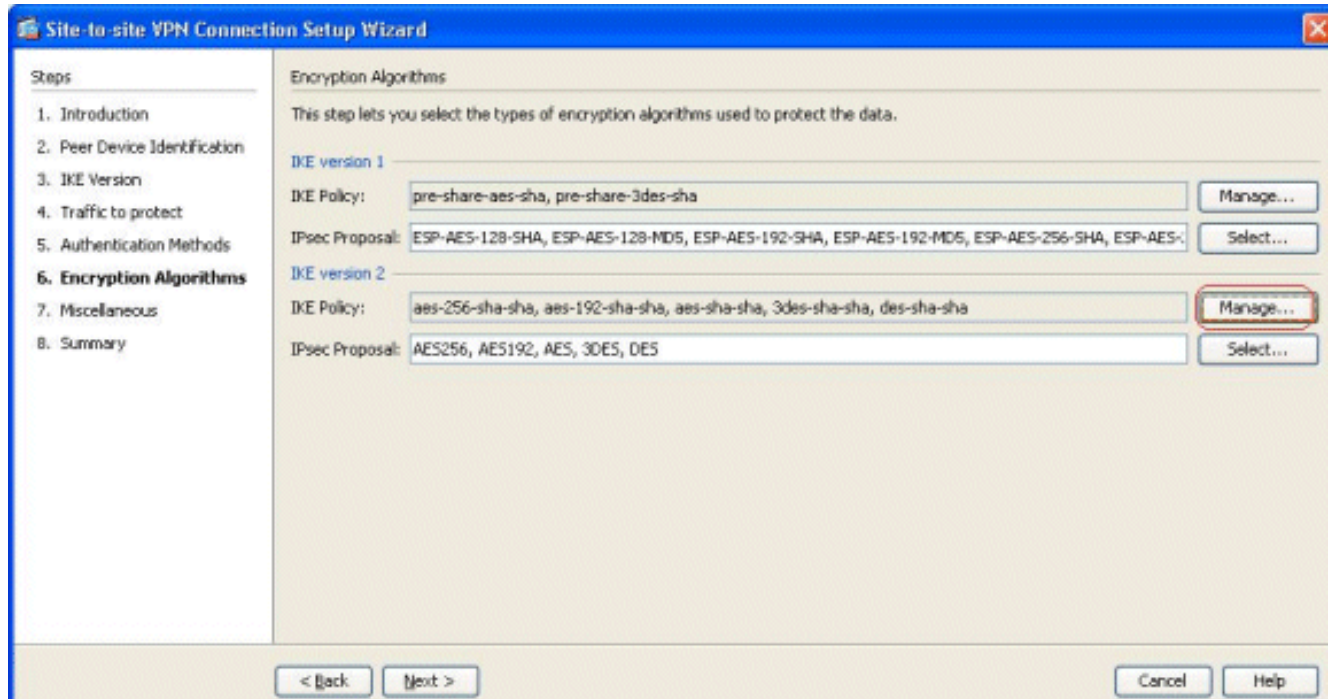 Site-to-site VPN Connection Setup Wizard
Steps
1. Introduction
2. Peer Device Identification
3. IKE Version
4. Traffic to protect
5. Authentication Methods
6. Encryption Algorithms
7. Miscellaneous
8. Summary
Encryption Algorithms
This step lets you select the types of encryption algorithms used to protect the data.
IKE version 1
IKE Policy: pre-share-aes-sha, pre-share-3des-sha Manage...
IPsec Proposal: ESP-AES-128-SHA, ESP-AES-128-MD5, ESP-AES-192-SHA, ESP-AES-192-MD5, ESP-AES-256-SHA, ESP-AES- Select...
IKE version 2
IKE Policy: aes-256-sha-sha, aes-192-sha-sha, aes-sha-sha, 3des-sha-sha, des-sha-sha Manage...
IPsec Proposal: AES256, AES192, AES, 3DES, DES Select...
< Back Next > Cancel Help